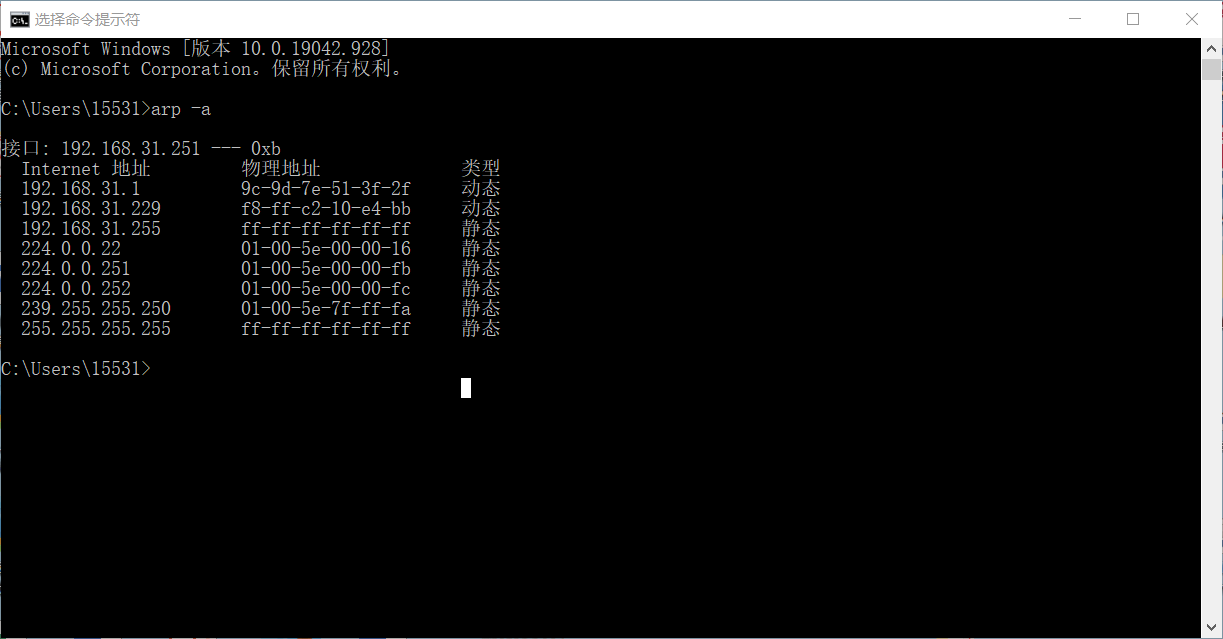 选择命令提示符
Microsoft Windows [版本 10.0.19042.928]
(c) Microsoft Corporation。保留所有权利。
C:\Users\15531>arp -a
接口: 192.168.31.251 --- 0xb
Internet 地址 物理地址 类型
192.168.31.1 9c-9d-7e-51-3f-2f 动态
192.168.31.229 f8-ff-c2-10-e4-bb 动态
192.168.31.255 ff-ff-ff-ff-ff-ff 静态
224.0.0.22 01-00-5e-00-00-16 静态
224.0.0.251 01-00-5e-00-00-fb 静态
224.0.0.252 01-00-5e-00-00-fc 静态
239.255.255.250 01-00-5e-7f-ff-fa 静态
255.255.255.255 ff-ff-ff-ff-ff-ff 静态
C:\Users\15531>